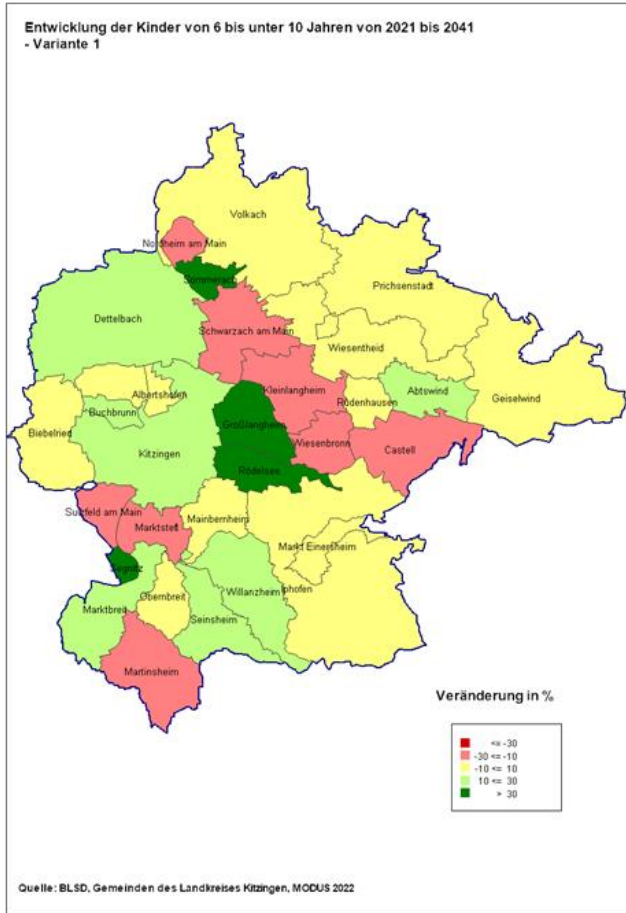 Entwicklung der Kinder von 6 bis unter 10 Jahren von 2021 bis 2041
- Variante 1
Volkach
Nordheim am Main
Sommerach
Prichsenstadt
Dettelbach
Schwarzach am Main
Wiesentheid
Kleinlangheim
Albertshofen
Rüdenhausen
Abtswind
Geiselwind
Buchbrunn
Großlangheim
Biebelried
Wiesenbronn
Castell
Kitzingen
Rödelsee
Sulzfeld am Main
Marktsteft
Mainbernheim
Markt Einersheim
Segnitz
Willanzheim
Iphofen
Obernbreit
Marktbreit
Seinsheim
Martinsheim
Veränderung in %
<= -30
-30 <= -10
-10 <= 10
10 <= 30
> 30
Quelle: BLSD, Gemeinden des Landkreises Kitzingen, MODUS 2022